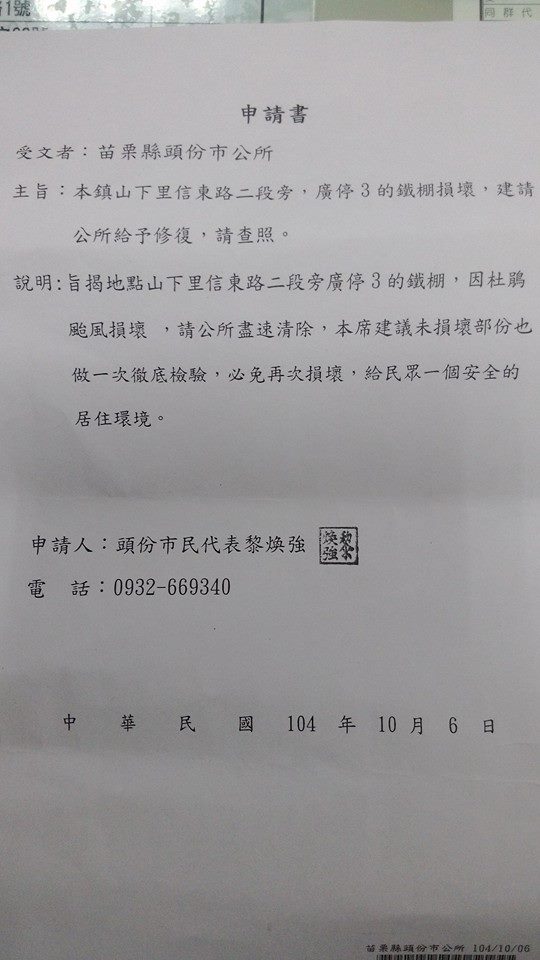 1號
同群代
申請書
受文者：苗栗縣頭份市公所
主旨：本鎮山下里信東路二段旁，廣停3的鐵棚損壞，建請
公所給予修復，請查照。
說明:旨揭地點山下里信東路二段旁廣停3的鐵棚，因杜鵑
颱風損壞 ，請公所盡速清除，本席建議未損壞部份也
做一次徹底檢驗，必免再次損壞，給民眾一個安全的
居住環境。
申請人：頭份市民代表黎煥強
黎煥強
電 話：0932-669340
中 華 民 國 104 年 10 月 6 日
苗栗縣頭份市公所 104/10/06